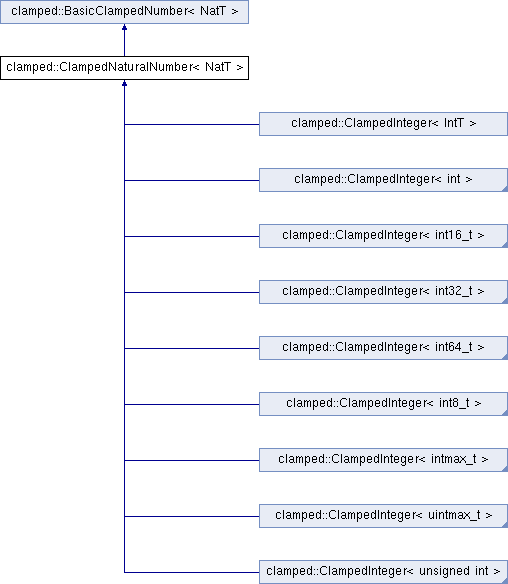 clamped::BasicClampedNumber< NatT >
clamped::ClampedNaturalNumber< NatT >
clamped::ClampedInteger< IntT >
clamped::ClampedInteger< int >
clamped::ClampedInteger< int16_t >
clamped::ClampedInteger< int32_t >
clamped::ClampedInteger< int64_t >
clamped::ClampedInteger< int8_t >
clamped::ClampedInteger< intmax_t >
clamped::ClampedInteger< uintmax_t >
clamped::ClampedInteger< unsigned int >